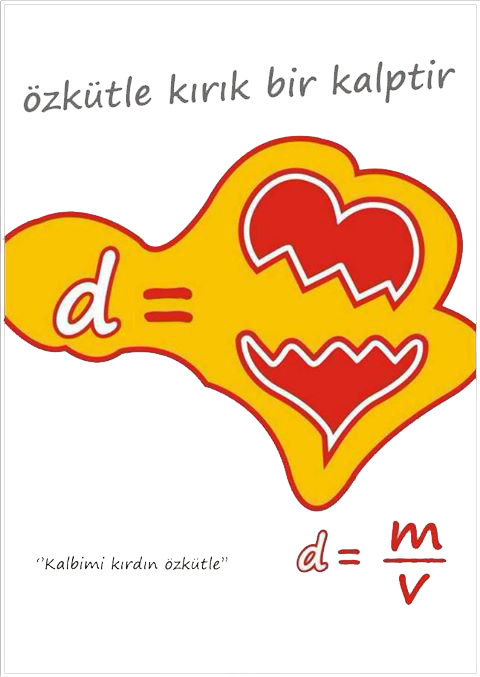 özkütle kırık bir kalptir
d =
d = m
v
‘’Kalbimi kırdın özkütle’’